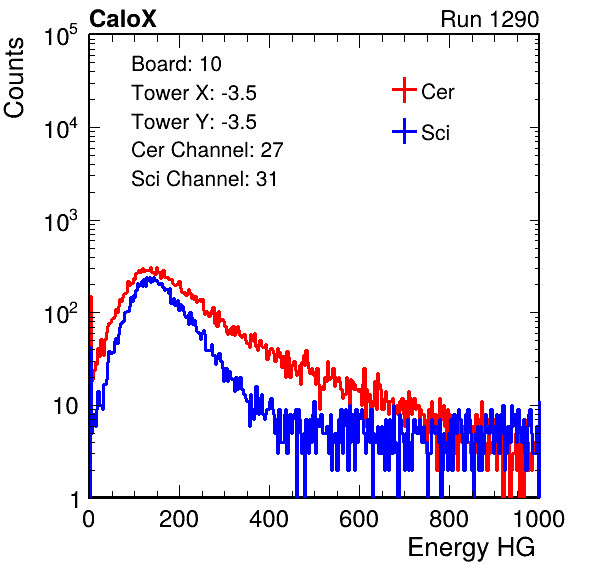 CaloX Run 1290
Counts
10^5
10^4
10^3
10^2
10
1
Board: 10
Tower X: -3.5
Tower Y: -3.5
Cer Channel: 27
Sci Channel: 31
Cer
Sci
0 200 400 600 800 1000
Energy HG